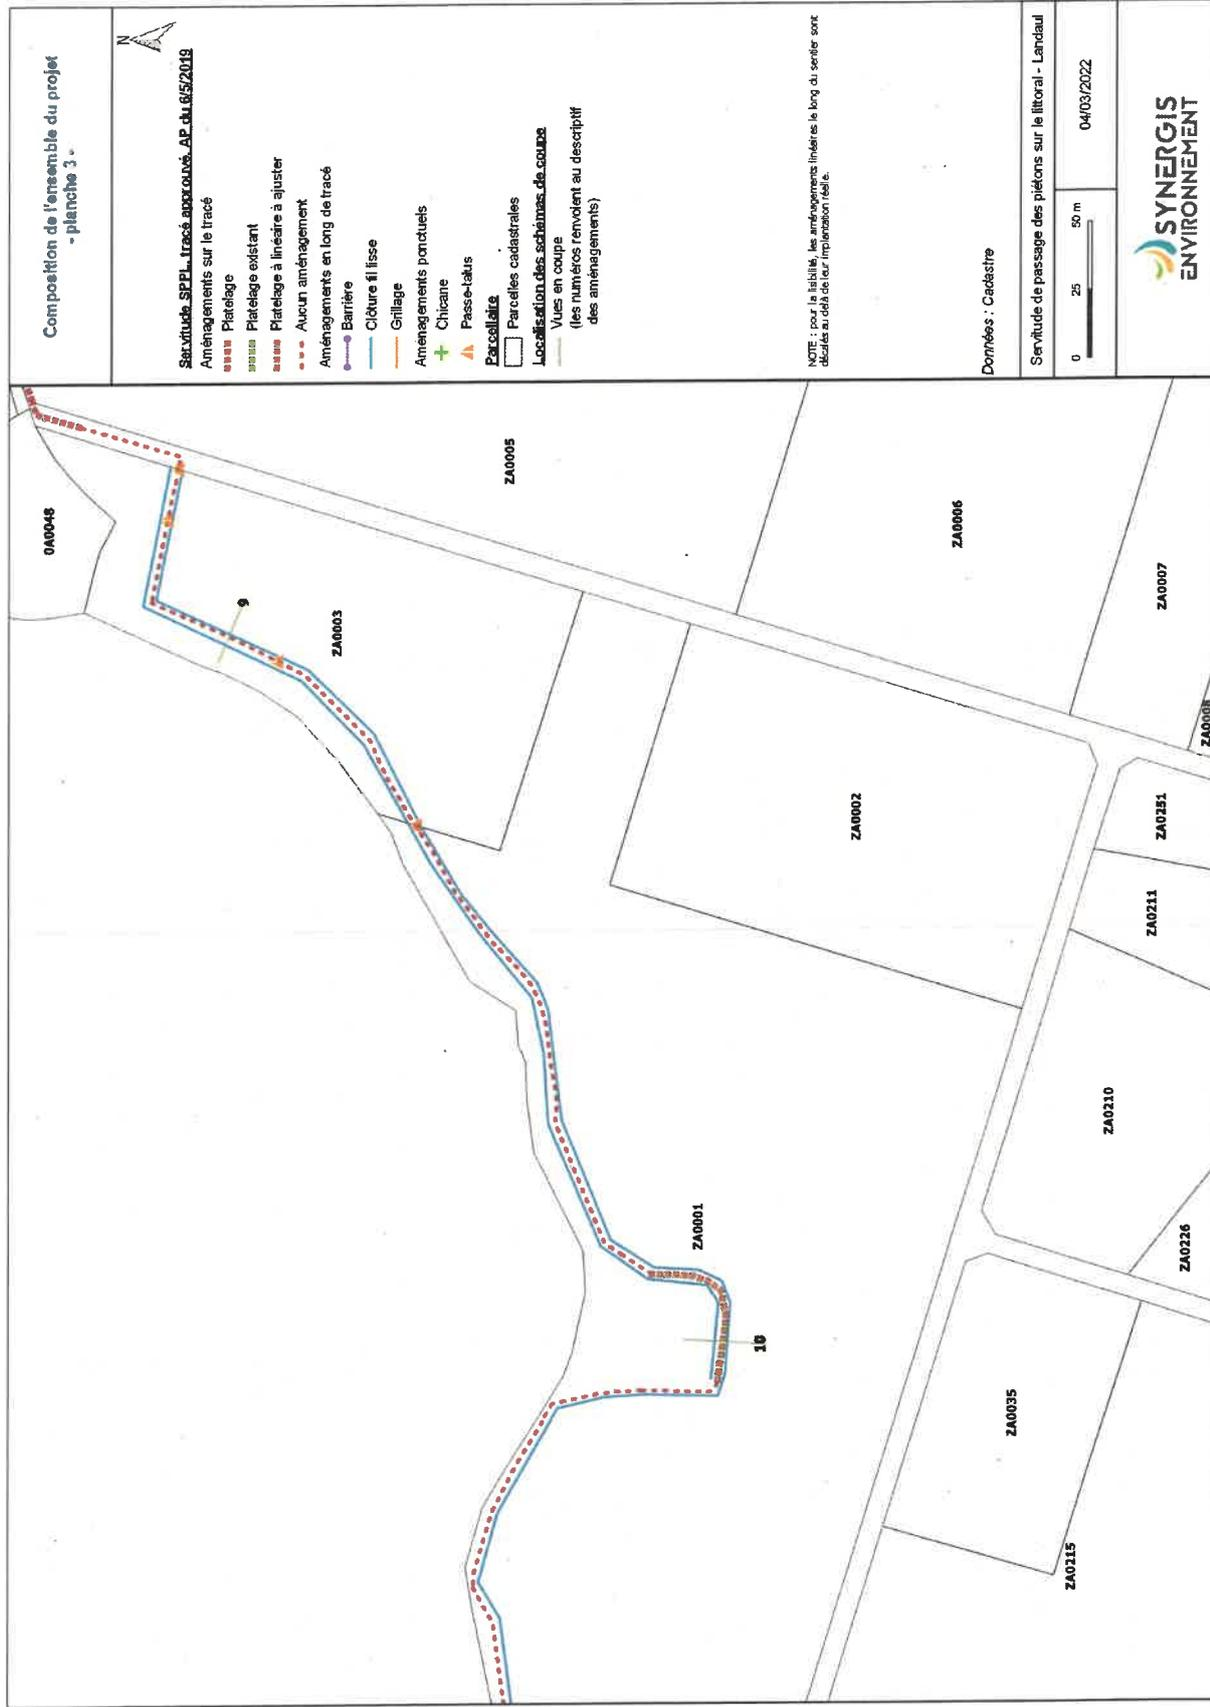 Composition de l'ensemble du projet
- planche 3 -
N
Servitude SPPL, tracé approuvé, AP du 6/5/2019
Aménagements sur le tracé
Platelage
Platelage existant
Platelage à linéaire à ajuster
Aucun aménagement
Aménagements en long de tracé
Barrière
Clôture fil lisse
Grillage
Aménagements ponctuels
Chicane
Passe-talus
Parcellaire
Parcelles cadastrales
Localisation des schemas de coupe
Vues en coupe
(les numéros renvoient au descriptif
des aménagements)
NOTE : pour la lisibilité, les aménagements linéaires le long du sentier sont
décalés au delà de leur implantation réelle.
Données : Cadastre
Servitude de passage des piétons sur le littoral - Landaul
0 25 50 m
04/03/2022
SYNERGIS
ENVIRONNEMENT
0A0048
ZA0005
9
ZA0003
ZA0006
ZA0007
ZA0008
ZA0002
ZA0251
ZA0211
ZA0210
ZA0001
ZA0226
10
ZA0035
ZA0215